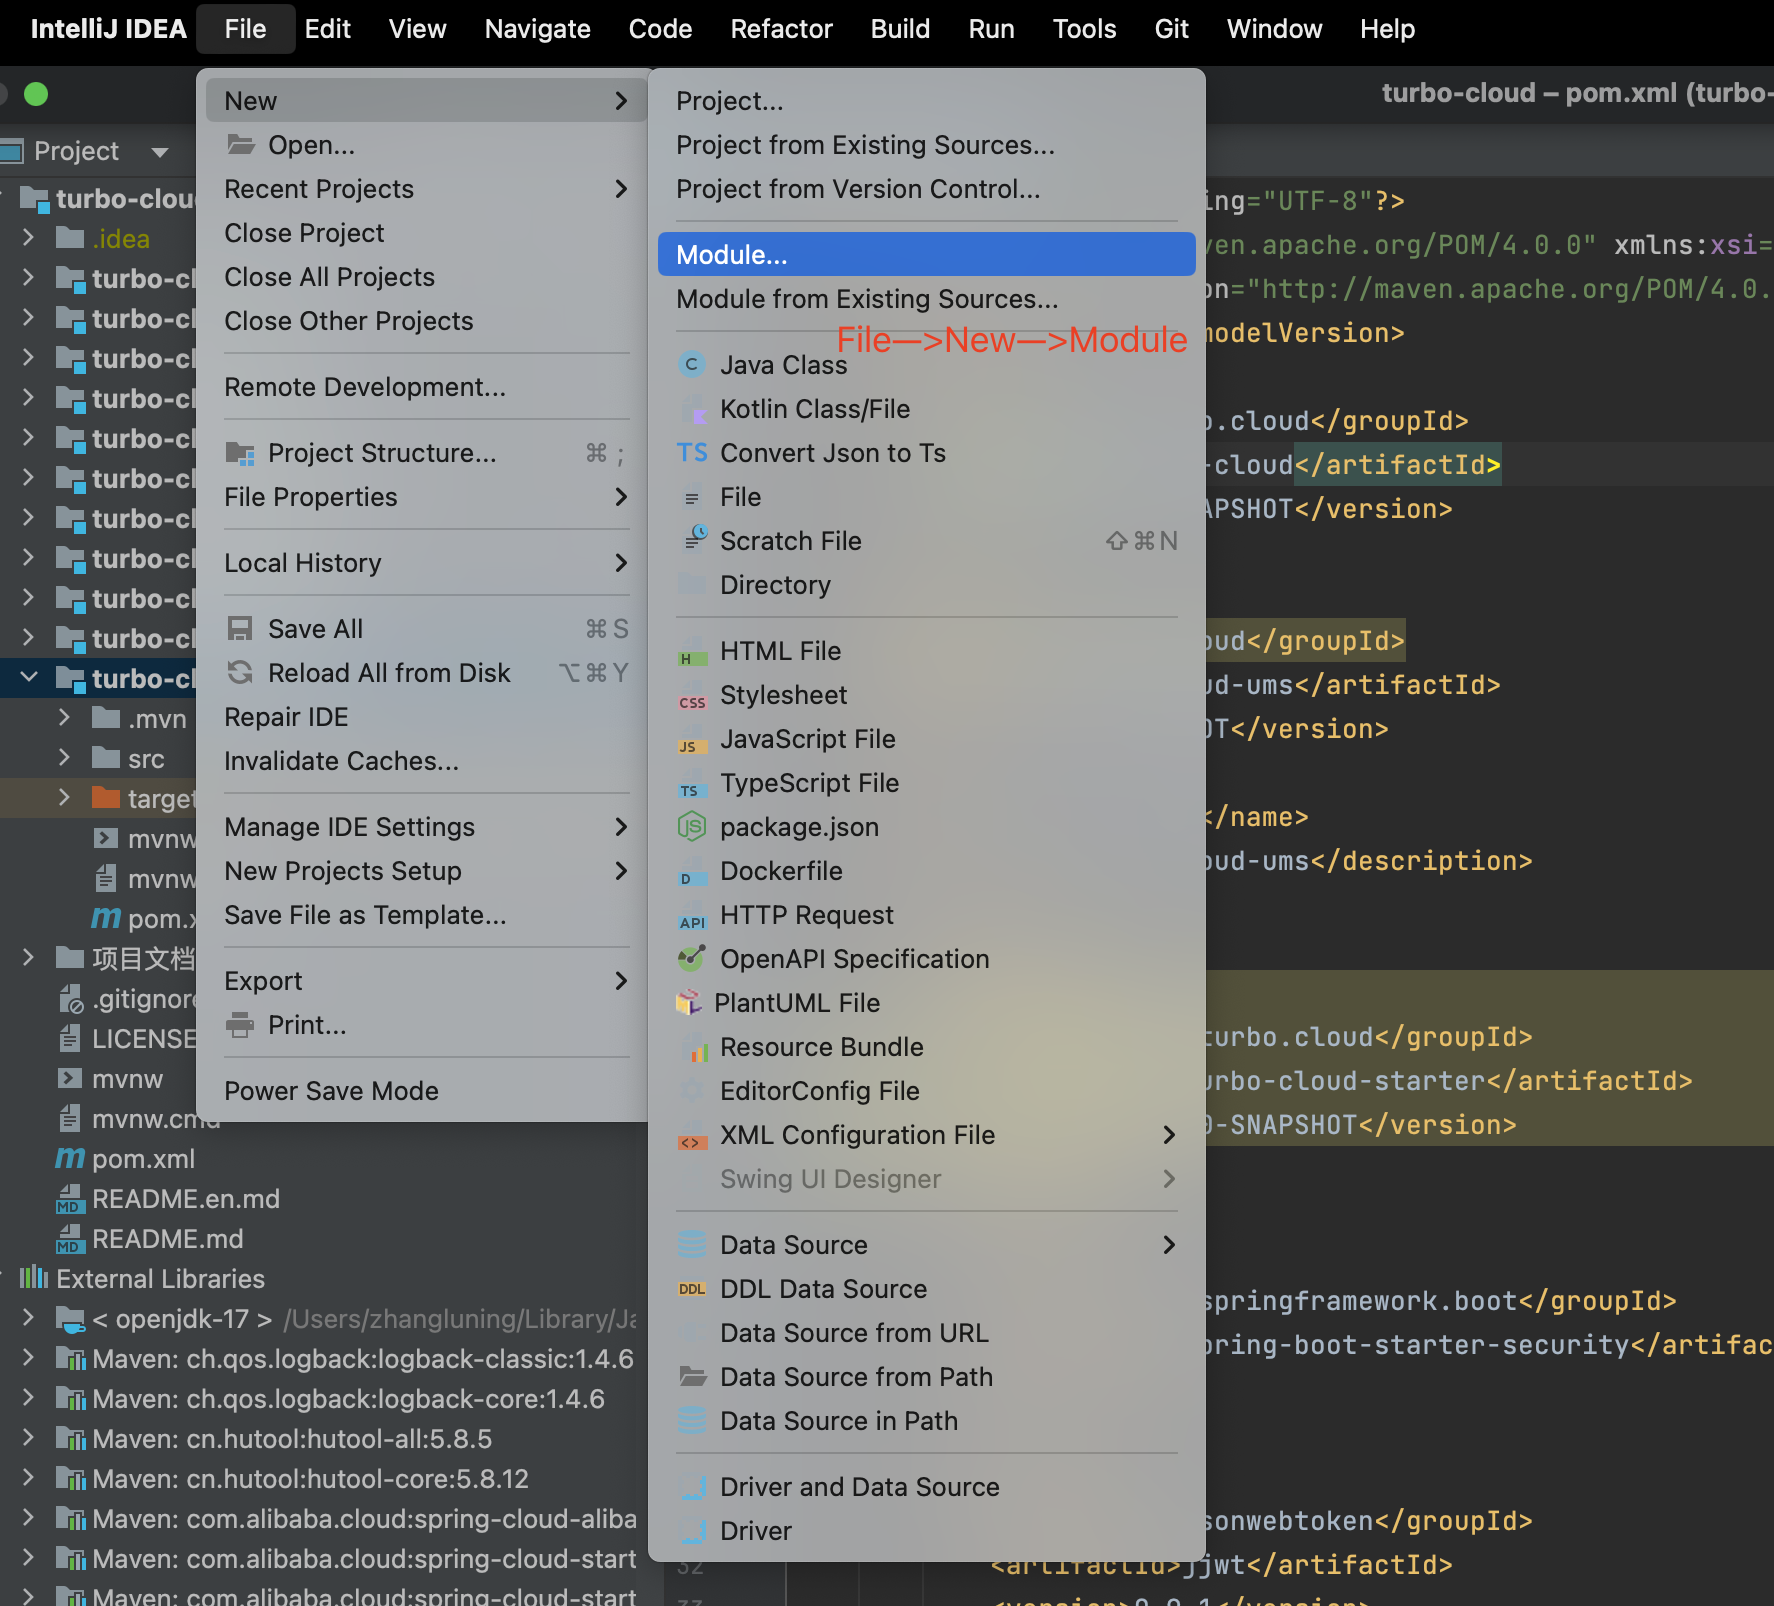 IntelliJ IDEA File Edit View Navigate Code Refactor Build Run Tools Git Window Help
turbo-cloud – pom.xml (turbo-
Project
turbo-clou
.idea
turbo-cl
turbo-cl
turbo-cl
turbo-cl
turbo-cl
turbo-cl
turbo-cl
turbo-cl
turbo-cl
turbo-cl
turbo-cl
.mvn
src
target
mvnw
mvnw
pom.x
项目文档
.gitignore
LICENSE
mvnw
mvnw.cmd
pom.xml
README.en.md
README.md
External Libraries
< openjdk-17 > /Users/zhangluning/Library/Ja
Maven: ch.qos.logback:logback-classic:1.4.6
Maven: ch.qos.logback:logback-core:1.4.6
Maven: cn.hutool:hutool-all:5.8.5
Maven: cn.hutool:hutool-core:5.8.12
Maven: com.alibaba.cloud:spring-cloud-aliba
Maven: com.alibaba.cloud:spring-cloud-start
Maven: com.alibaba.cloud:spring-cloud-start
New
Open...
Recent Projects
Close Project
Close All Projects
Close Other Projects
Remote Development...
Project Structure... ⌘ ;
File Properties
Local History
Save All ⌘ S
Reload All from Disk ⌥ ⌘ Y
Repair IDE
Invalidate Caches...
Manage IDE Settings
New Projects Setup
Save File as Template...
Export
Print...
Power Save Mode
Project...
Project from Existing Sources...
Project from Version Control...
Module...
Module from Existing Sources...
File—>New—>Module
Java Class
Kotlin Class/File
TS Convert Json to Ts
File
Scratch File ⇧ ⌘ N
Directory
HTML File
Stylesheet
JavaScript File
TypeScript File
package.json
Dockerfile
HTTP Request
OpenAPI Specification
PlantUML File
Resource Bundle
EditorConfig File
XML Configuration File
Swing UI Designer
Data Source
DDL Data Source
Data Source from URL
Data Source from Path
Data Source in Path
Driver and Data Source
Driver
ing="UTF-8"?>
ven.apache.org/POM/4.0.0" xmlns:xsi=
on="http://maven.apache.org/POM/4.0.
modelVersion>
o.cloud</groupId>
-cloud</artifactId>
APSHOT</version>
oud</groupId>
ud-ums</artifactId>
OT</version>
</name>
oud-ums</description>
turbo.cloud</groupId>
urbo-cloud-starter</artifactId>
0-SNAPSHOT</version>
springframework.boot</groupId>
pring-boot-starter-security</artifac
sonwebtoken</groupId>
32 <artifactId>jjwt</artifactId>
33 <version>0.9.1</version>